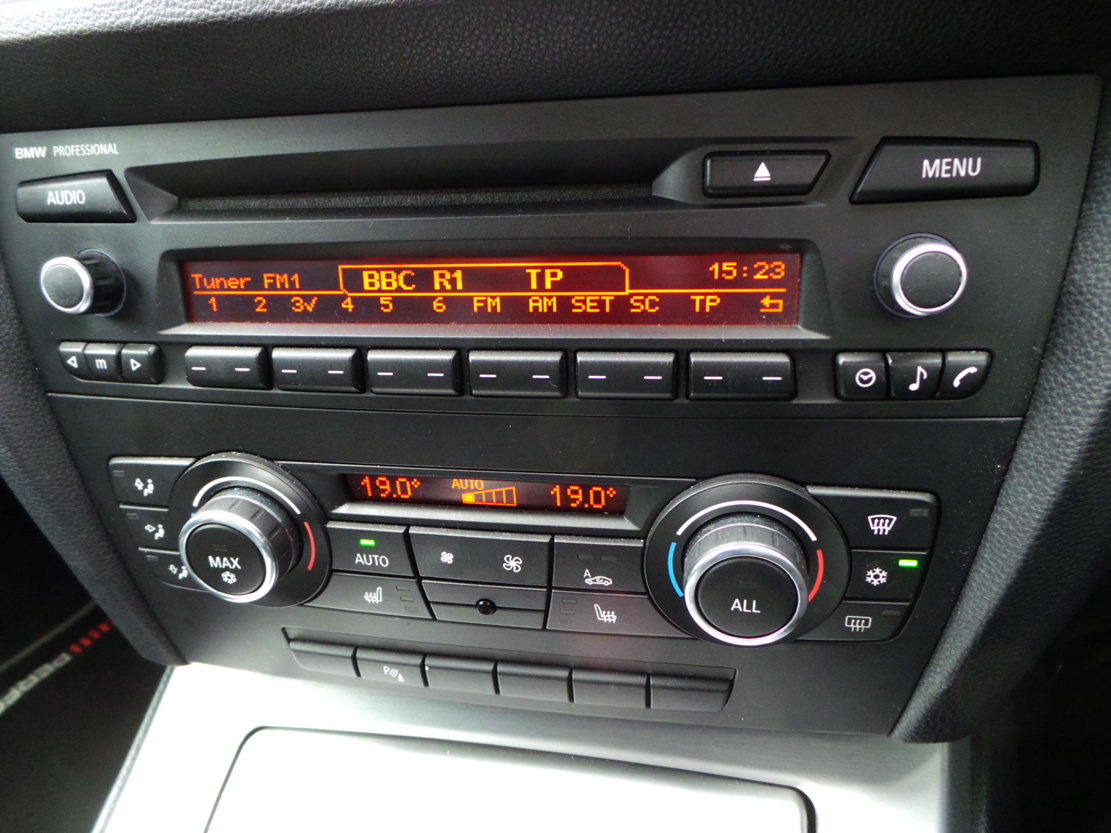 BMW PROFESSIONAL
AUDIO
MENU
Tuner FM1 BBC R1 TP 15:23
1 2 3√ 4 5 6 FM AM SET SC TP
m
19.0° AUTO 19.0°
MAX
AUTO
A
ALL
P